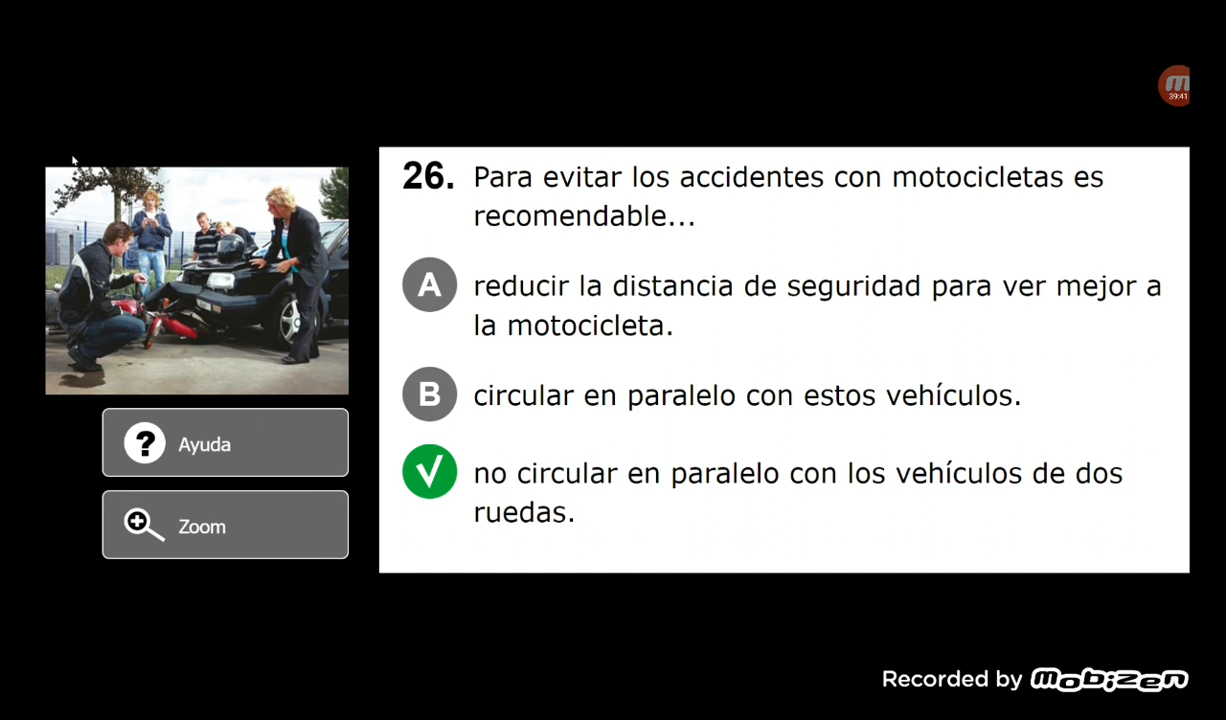 39:41
26. Para evitar los accidentes con motocicletas es
recomendable...
A reducir la distancia de seguridad para ver mejor a
la motocicleta.
B circular en paralelo con estos vehículos.
no circular en paralelo con los vehículos de dos
ruedas.
? Ayuda
Zoom
Recorded by mobizen